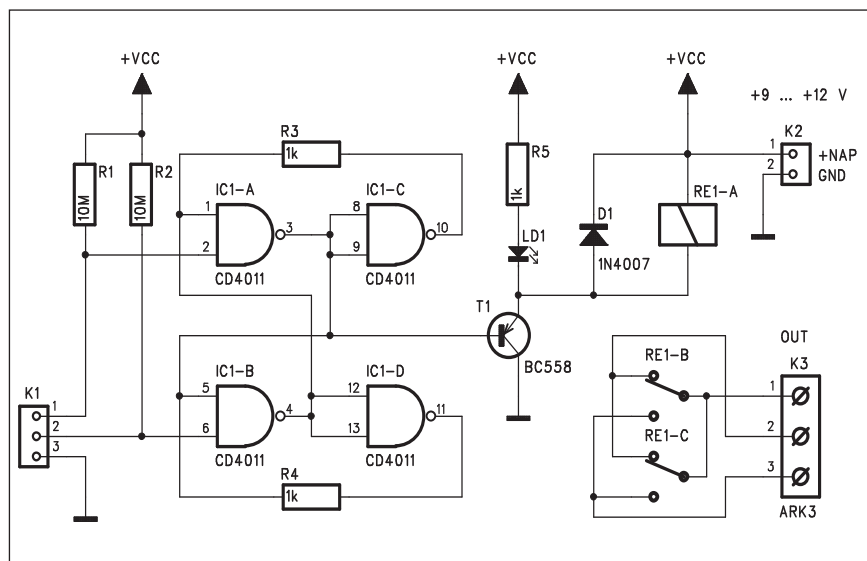 +VCC
+VCC
+VCC
+9 ... +12 V
R1
10M
R2
10M
R3
1k
IC1-A
1
2
3
CD4011
IC1-C
8
9
10
CD4011
R5
1k
LD1
D1
1N4007
RE1-A
K2
1
2
+NAP
GND
T1
BC558
IC1-B
5
6
4
CD4011
IC1-D
12
13
11
CD4011
R4
1k
K1
1
2
3
RE1-B
RE1-C
OUT
K3
1
2
3
ARK3